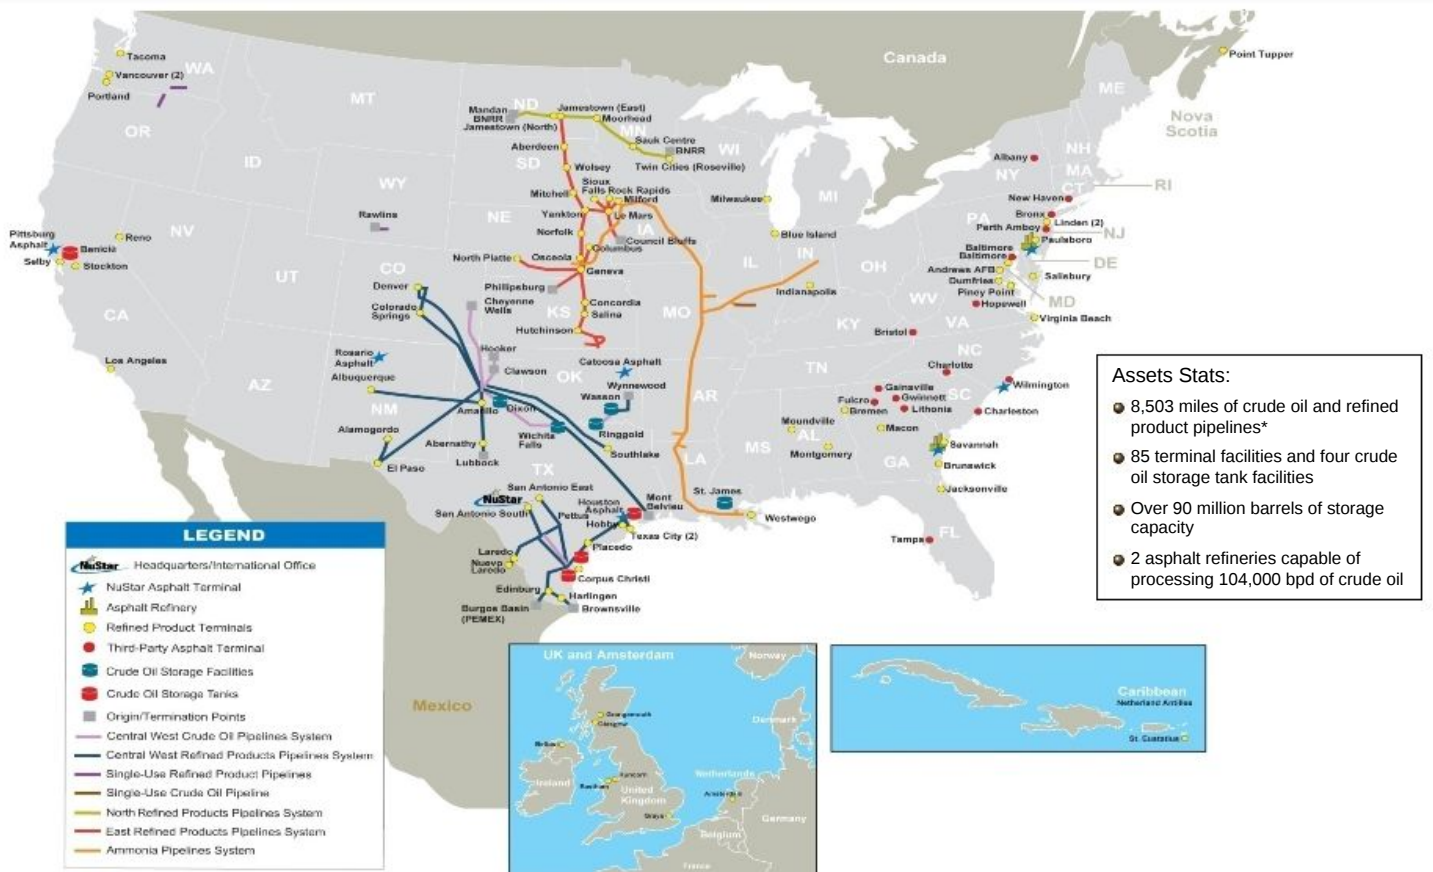 Canada
Point Tupper
Nova
Scotia
Tacoma
WA
Vancouver (2)
Portland
MT
ND
Mandan
BNRR
Jamestown (East)
Moorhead
Jamestown (North)
MN
ME
OR
Sauk Centre
BNRR
WI
Twin Cities (Roseville)
Aberdeen
SD
NH
ID
Wolsey
Albany
MA
NY
CT
RI
WY
Sioux
Falls
Rock Rapids
Mitchell
Milford
MI
Milwaukee
New Haven
Rawlins
NE
Yankton
Le Mars
PA
Bronx
Linden (2)
Perth Amboy
NJ
Pittsburg
Asphalt
NV
Reno
Norfolk
IA
Council Bluffs
Blue Island
Paulsboro
Benicia
Columbus
Baltimore
Baltimore
Selby
Stockton
North Platte
Osceola
IL
IN
OH
DE
UT
CO
Geneva
Andrews AFB
Salisbury
Denver
Phillipsburg
Indianapolis
Dumfries
Piney Point
WV
MD
Hopewell
Colorado
Springs
Cheyenne
Wells
Concordia
KS
Salina
MO
CA
Hutchinson
KY
VA
Virginia Beach
Bristol
Los Angeles
Rosario
Asphalt
Hooker
Clawson
Catoosa Asphalt
NC
TN
Charlotte
Albuquerque
OK
Wynnewood
Wilmington
AZ
Wasson
AR
Gainsville
Gwinnett
SC
NM
Amarillo
Dixon
Fulcro
Bremen
Lithonia
Charleston
Alamogordo
Wichita
Falls
Ringgold
Moundville
Macon
Abernathy
Southlake
MS
AL
Montgomery
GA
Savannah
El Paso
Lubbock
LA
Brunswick
TX
San Antonio East
St. James
Jacksonville
NuStar
Houston
Asphalt
Mont
Belvieu
San Antonio South
Pettus
Hobby
Westwego
Texas City (2)
Tampa
FL
Laredo
Nuevo
Laredo
Placedo
Corpus Christi
Edinburg
Harlingen
Burgos Basin
(PEMEX)
Brownsville
Mexico
LEGEND
NuStar Headquarters/International Office
NuStar Asphalt Terminal
Asphalt Refinery
Refined Product Terminals
Third-Party Asphalt Terminal
Crude Oil Storage Facilities
Crude Oil Storage Tanks
Origin/Termination Points
Central West Crude Oil Pipelines System
Central West Refined Products Pipelines System
Single-Use Refined Product Pipelines
Single-Use Crude Oil Pipeline
North Refined Products Pipelines System
East Refined Products Pipelines System
Ammonia Pipelines System
Assets Stats:
8,503 miles of crude oil and refined
product pipelines*
85 terminal facilities and four crude
oil storage tank facilities
Over 90 million barrels of storage
capacity
2 asphalt refineries capable of
processing 104,000 bpd of crude oil
UK and Amsterdam
Norway
Grangemouth
Glasgow
Denmark
Belfast
Runcorn
Eastham
Ireland
United
Kingdom
Netherlands
Amsterdam
Grays
Germany
Belgium
France
Caribbean
Netherland Antilles
St. Eustatius